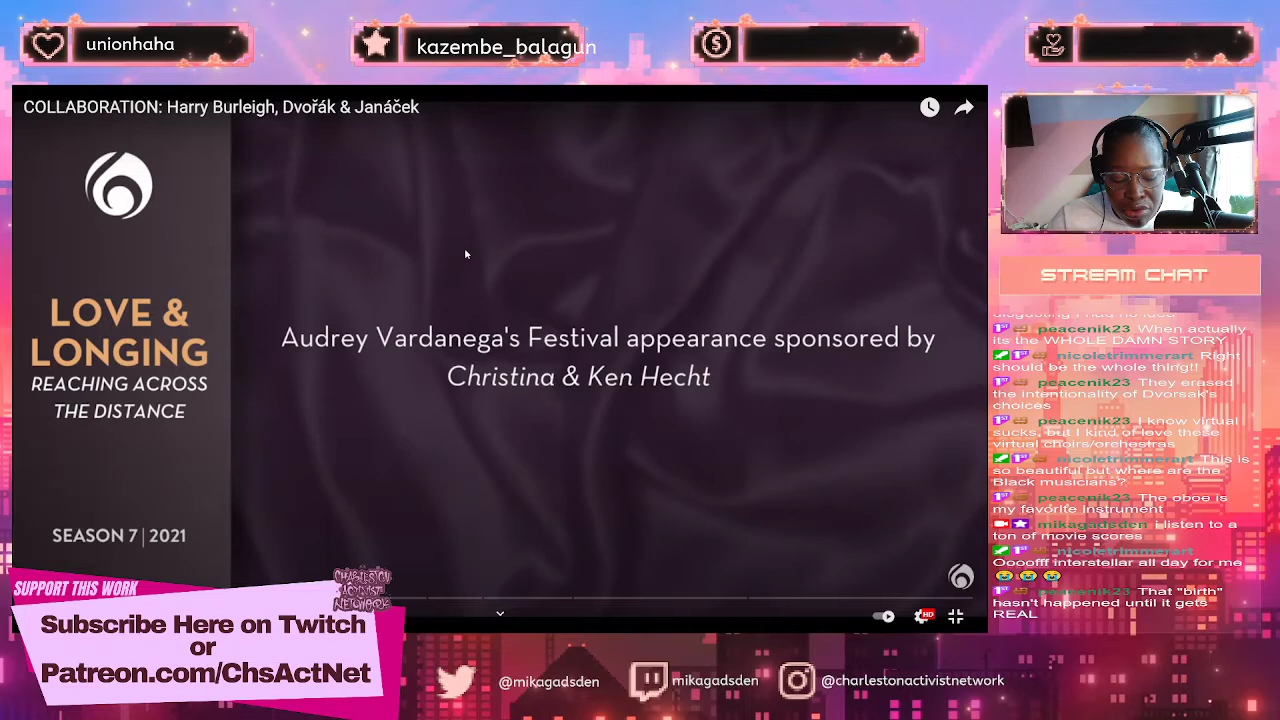 unionhaha
kazembe_balagun
COLLABORATION: Harry Burleigh, Dvořák & Janáček
LOVE &
LONGING
REACHING ACROSS
THE DISTANCE
SEASON 7 | 2021
Audrey Vardanega's Festival appearance sponsored by
Christina & Ken Hecht
HD
STREAM CHAT
peacenik23 When actually
its the WHOLE DAMN STORY
nicoletrimmerart Right
should be the whole thing!!
peacenik23 They erased
the intentionality of Dvorsak's
choices
peacenik23 I know virtual
sucks, but I kind of love these
virtual choirs/orchestras
nicoletrimmerart This is
so beautiful but where are the
Black musicians?
peacenik23 The oboe is
my favorite instrument
mikagadsden I listen to a
ton of movie scores
nicoletrimmerart
Oooofff interstellar all day for me
peacenik23 That "birth"
hasn't happened until it gets
REAL
SUPPORT THIS WORK
CHARLESTON
ACTIVIST
NETWORK
Subscribe Here on Twitch
or
Patreon.com/ChsActNet
@mikagadsden
mikagadsden
@charlestonactivistnetwork